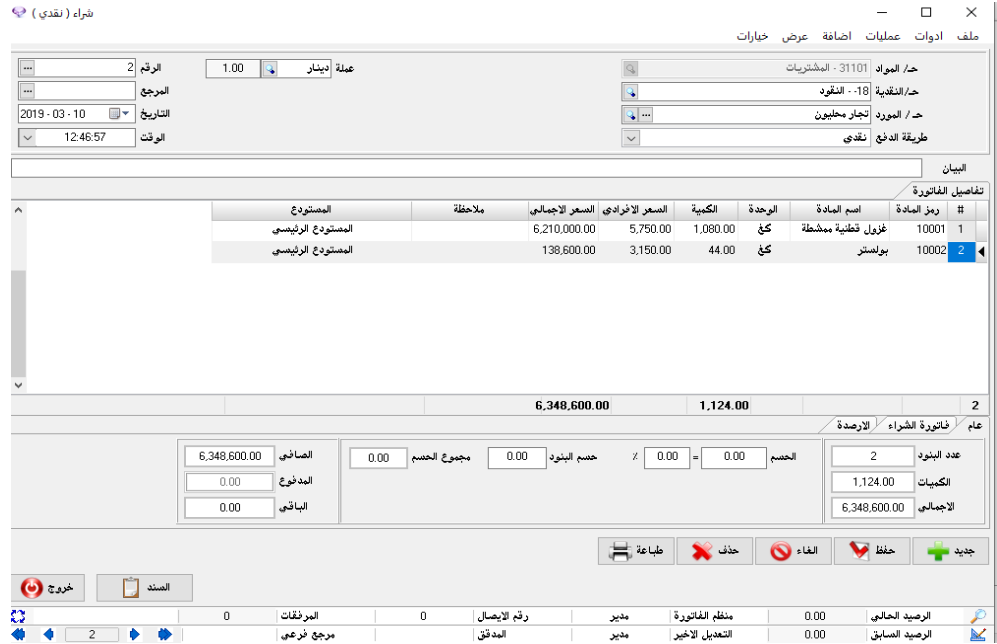 شراء ( نقدي )
ملف ادوات عمليات اضافة عرض خيارات
حـ/ المواد 31101 - المشتريات
حـ/النقدية 18- - النقود
حـ / المورد تجار محليون
طريقة الدفع نقدي
عملة دينار 1.00
الرقم 2
المرجع
التاريخ 2019 - 03 - 10
الوقت 12:46:57
البيان
تفاصيل الفاتورة
# رمز المادة اسم المادة الوحدة الكمية السعر الافرادي السعر الاجمالي ملاحظة المستودع
1 10001 غزول قطنية ممشطة كغ 1,080.00 5,750.00 6,210,000.00 المستودع الرئيسي
2 10002 بولستر كغ 44.00 3,150.00 138,600.00 المستودع الرئيسي
2 1,124.00 6,348,600.00
عام فاتورة الشراء الارصدة
عدد البنود 2
الكميات 1,124.00
الاجمالي 6,348,600.00
الحسم 0.00 = 0.00 % حسم البنود 0.00 مجموع الحسم 0.00
الصافي 6,348,600.00
المدفوع 0.00
الباقي 0.00
جديد حفظ الغاء حذف طباعة
السند خروج
الرصيد الحالي 0.00 منظم الفاتورة مدير رقم الايصال 0 المرفقات 0
الرصيد السابق 0.00 التعديل الاخير مدير المدقق مرجع فرعي 2